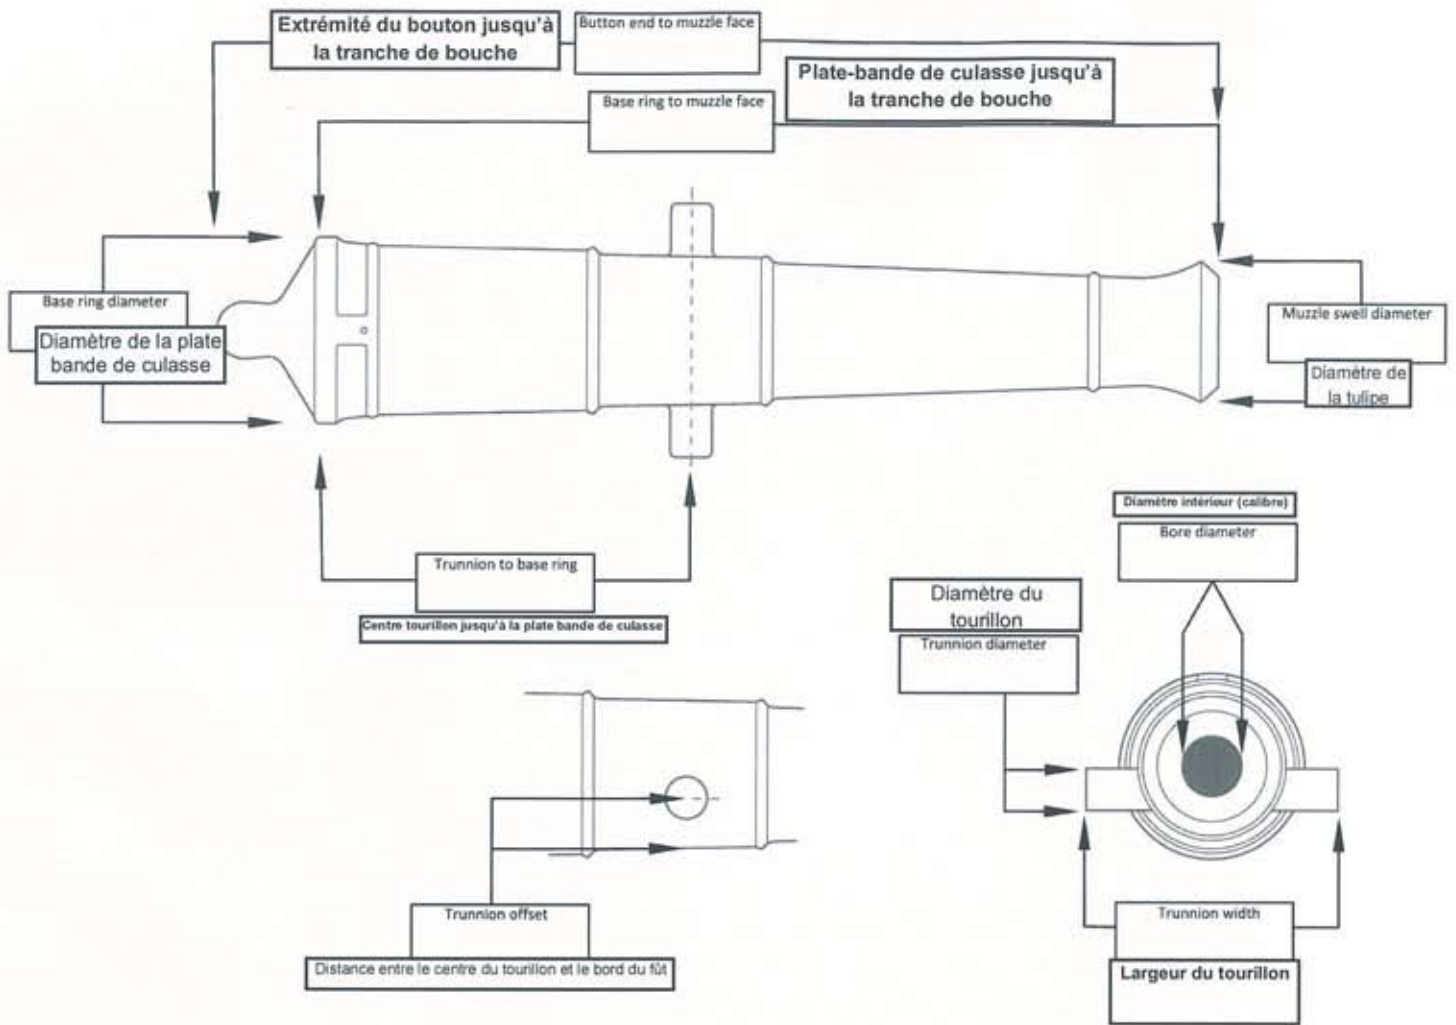 Extrémité du bouton jusqu'à
la tranche de bouche
Button end to muzzle face
Plate-bande de culasse jusqu'à
la tranche de bouche
Base ring to muzzle face
Base ring diameter
Diamètre de la plate
bande de culasse
Muzzle swell diameter
Diamètre de
la tulipe
Trunnion to base ring
Centre tourillon jusqu'à la plate bande de culasse
Diamètre intérieur (calibre)
Bore diameter
Diamètre du
tourillon
Trunnion diameter
Trunnion offset
Distance entre le centre du tourillon et le bord du fût
Trunnion width
Largeur du tourillon